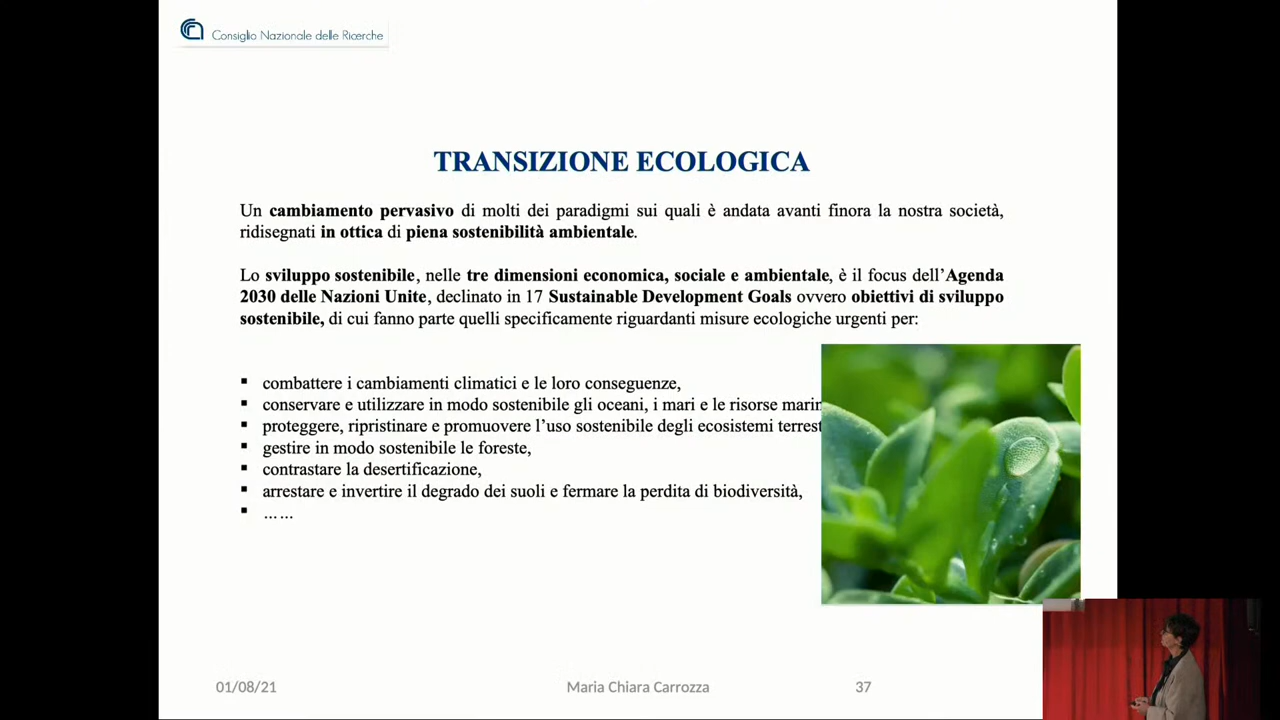 Consiglio Nazionale delle Ricerche
TRANSIZIONE ECOLOGICA
Un cambiamento pervasivo di molti dei paradigmi sui quali è andata avanti finora la nostra società,
ridisegnati in ottica di piena sostenibilità ambientale.
Lo sviluppo sostenibile, nelle tre dimensioni economica, sociale e ambientale, è il focus dell’Agenda
2030 delle Nazioni Unite, declinato in 17 Sustainable Development Goals ovvero obiettivi di sviluppo
sostenibile, di cui fanno parte quelli specificamente riguardanti misure ecologiche urgenti per:
▪ combattere i cambiamenti climatici e le loro conseguenze,
▪ conservare e utilizzare in modo sostenibile gli oceani, i mari e le risorse marin
▪ proteggere, ripristinare e promuovere l’uso sostenibile degli ecosistemi terrest
▪ gestire in modo sostenibile le foreste,
▪ contrastare la desertificazione,
▪ arrestare e invertire il degrado dei suoli e fermare la perdita di biodiversità,
▪ ……
01/08/21 Maria Chiara Carrozza 37